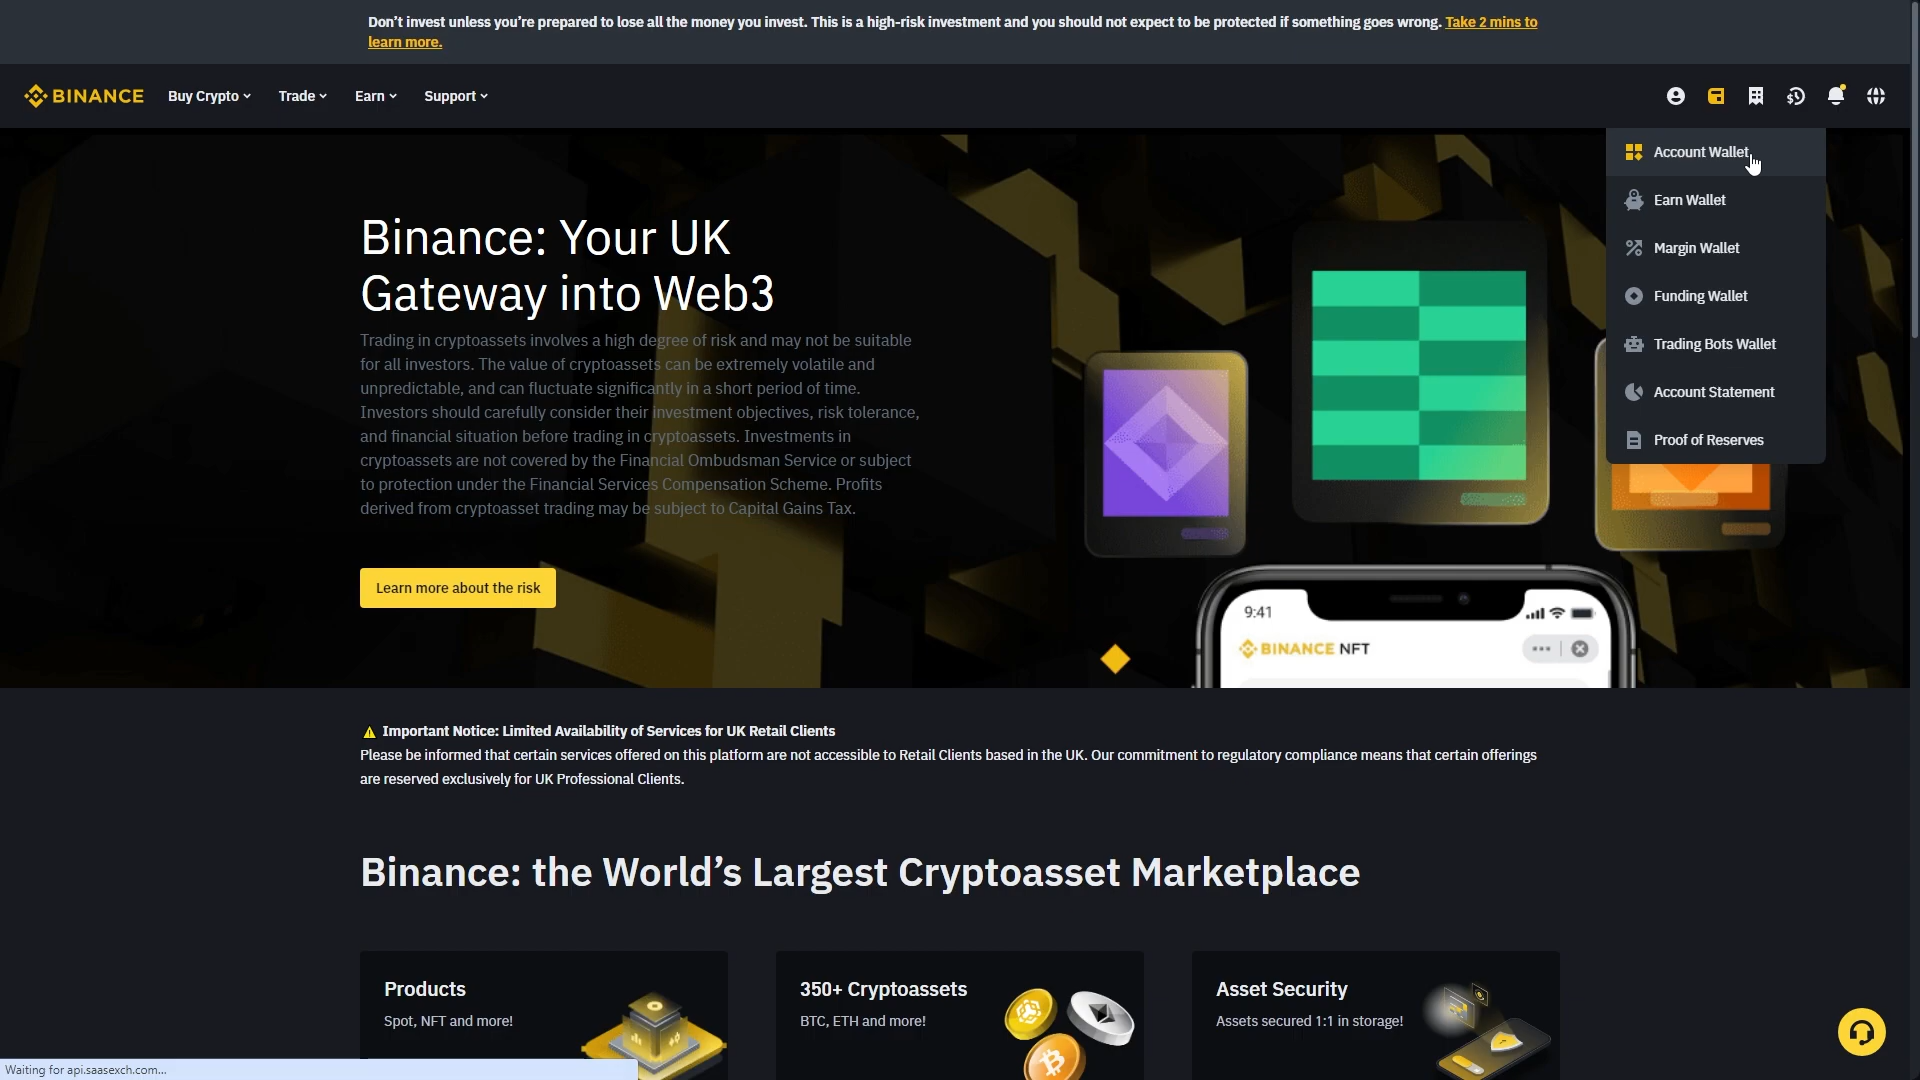 Don't invest unless you're prepared to lose all the money you invest. This is a high-risk investment and you should not expect to be protected if something goes wrong. Take 2 mins to
learn more.
BINANCE
Buy Crypto
Trade
Earn
Support
Account Wallet
Earn Wallet
Margin Wallet
Funding Wallet
Trading Bots Wallet
Account Statement
Proof of Reserves
Binance: Your UK
Gateway into Web3
Trading in cryptoassets involves a high degree of risk and may not be suitable
for all investors. The value of cryptoassets can be extremely volatile and
unpredictable, and can fluctuate significantly in a short period of time.
Investors should carefully consider their investment objectives, risk tolerance,
and financial situation before trading in cryptoassets. Investments in
cryptoassets are not covered by the Financial Ombudsman Service or subject
to protection under the Financial Services Compensation Scheme. Profits
derived from cryptoasset trading may be subject to Capital Gains Tax.
Learn more about the risk
9:41
BINANCE NFT
Important Notice: Limited Availability of Services for UK Retail Clients
Please be informed that certain services offered on this platform are not accessible to Retail Clients based in the UK. Our commitment to regulatory compliance means that certain offerings
are reserved exclusively for UK Professional Clients.
Binance: the World's Largest Cryptoasset Marketplace
Products
Spot, NFT and more!
350+ Cryptoassets
BTC, ETH and more!
Asset Security
Assets secured 1:1 in storage!
Waiting for api.saasexch.com...